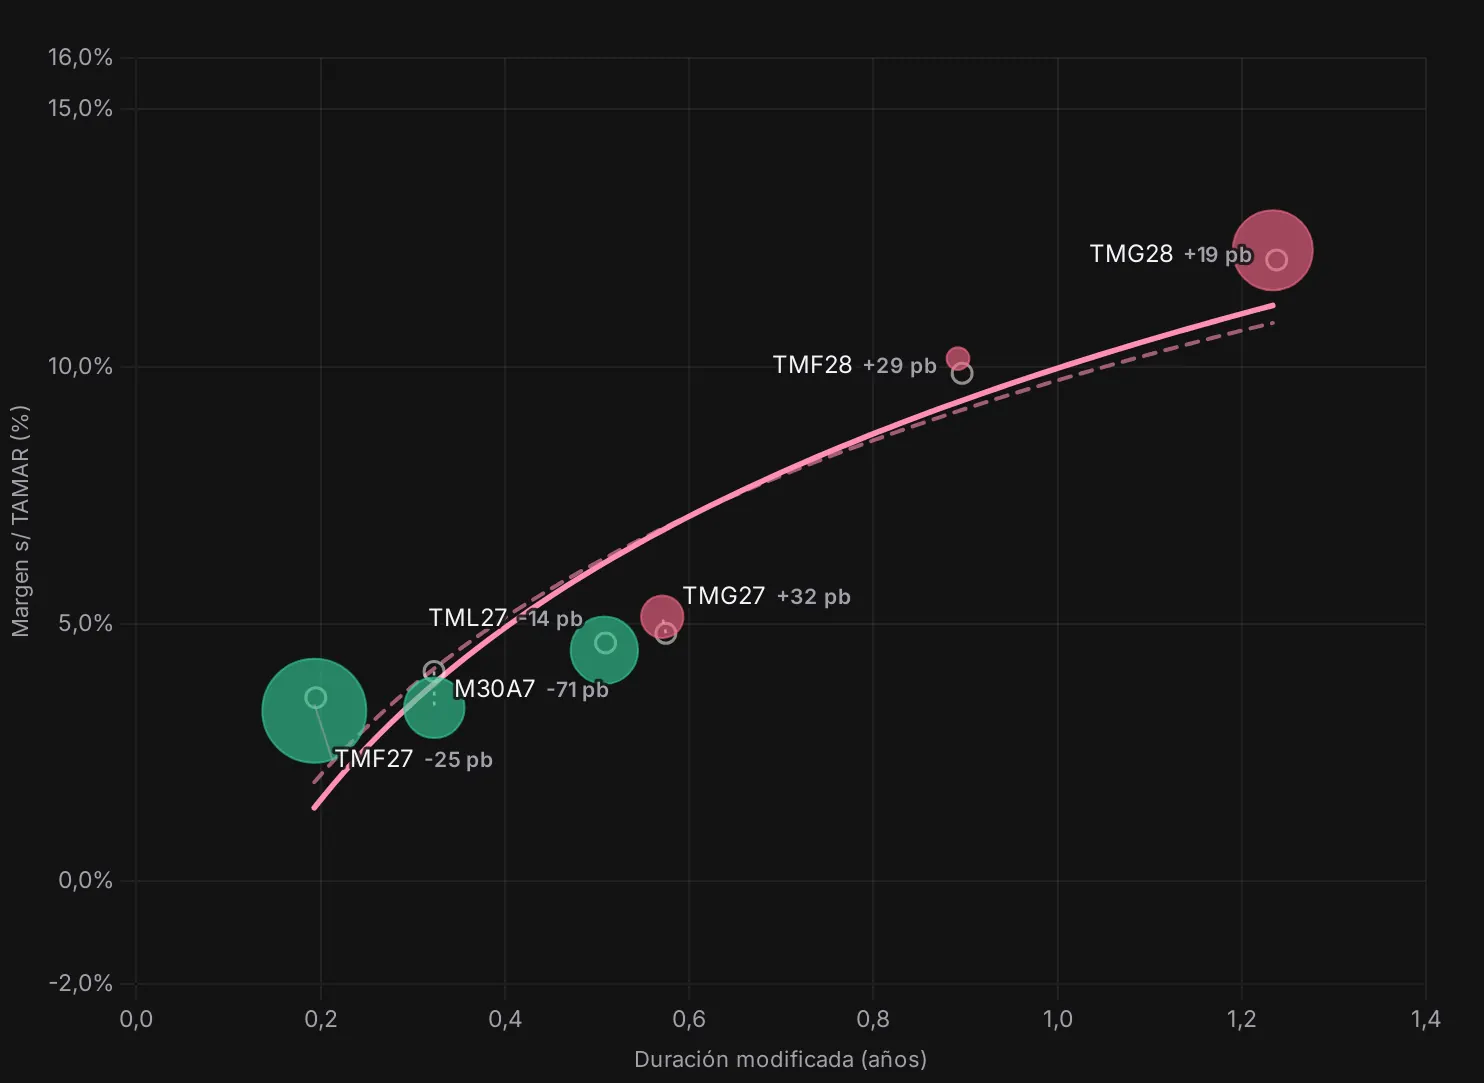 16,0%
15,0%
10,0%
5,0%
0,0%
-2,0%
Margen s/ TAMAR (%)
TMG28 +19 pb
TMF28 +29 pb
TMG27 +32 pb
TML27 -14 pb
M30A7 -71 pb
TMF27 -25 pb
0,0
0,2
0,4
0,6
0,8
1,0
1,2
1,4
Duración modificada (años)